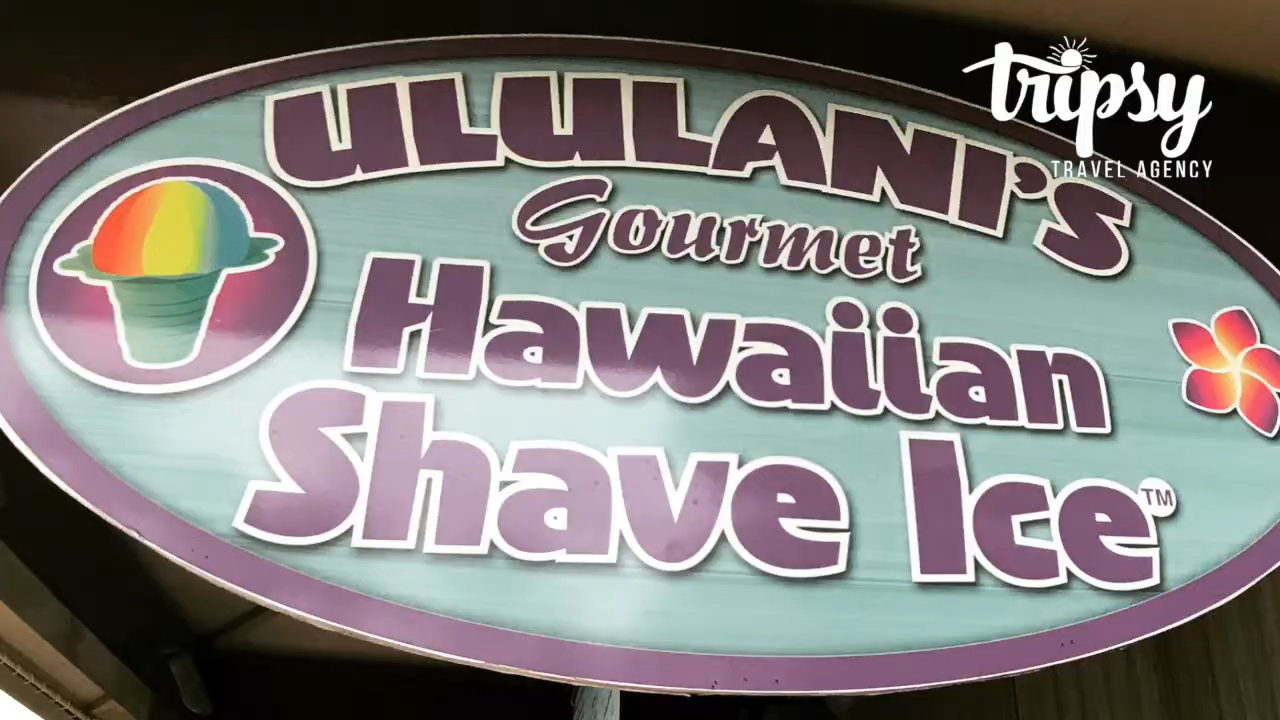 ULULANI'S
Gourmet
Hawaiian
Shave Ice™
tripsy
TRAVEL AGENCY